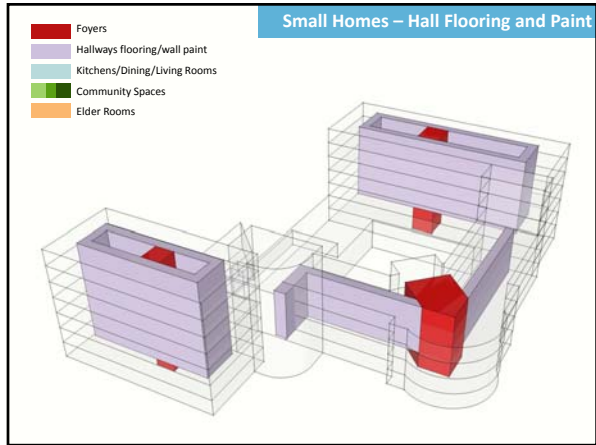 Small Homes – Hall Flooring and Paint
Foyers
Hallways flooring/wall paint
Kitchens/Dining/Living Rooms
Community Spaces
Elder Rooms